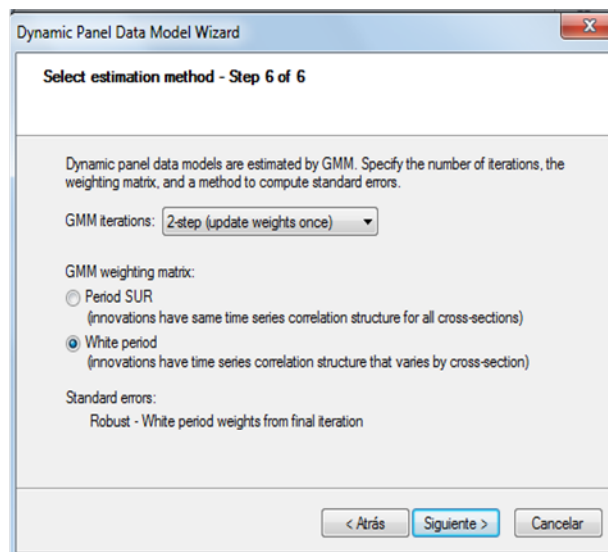 Dynamic Panel Data Model Wizard
Select estimation method - Step 6 of 6
Dynamic panel data models are estimated by GMM. Specify the number of iterations, the
weighting matrix, and a method to compute standard errors.
GMM iterations: 2-step (update weights once)
GMM weighting matrix:
Period SUR
(innovations have same time series correlation structure for all cross-sections)
White period
(innovations have time series correlation structure that varies by cross-section)
Standard errors:
Robust - White period weights from final iteration
< Atrás Siguiente > Cancelar